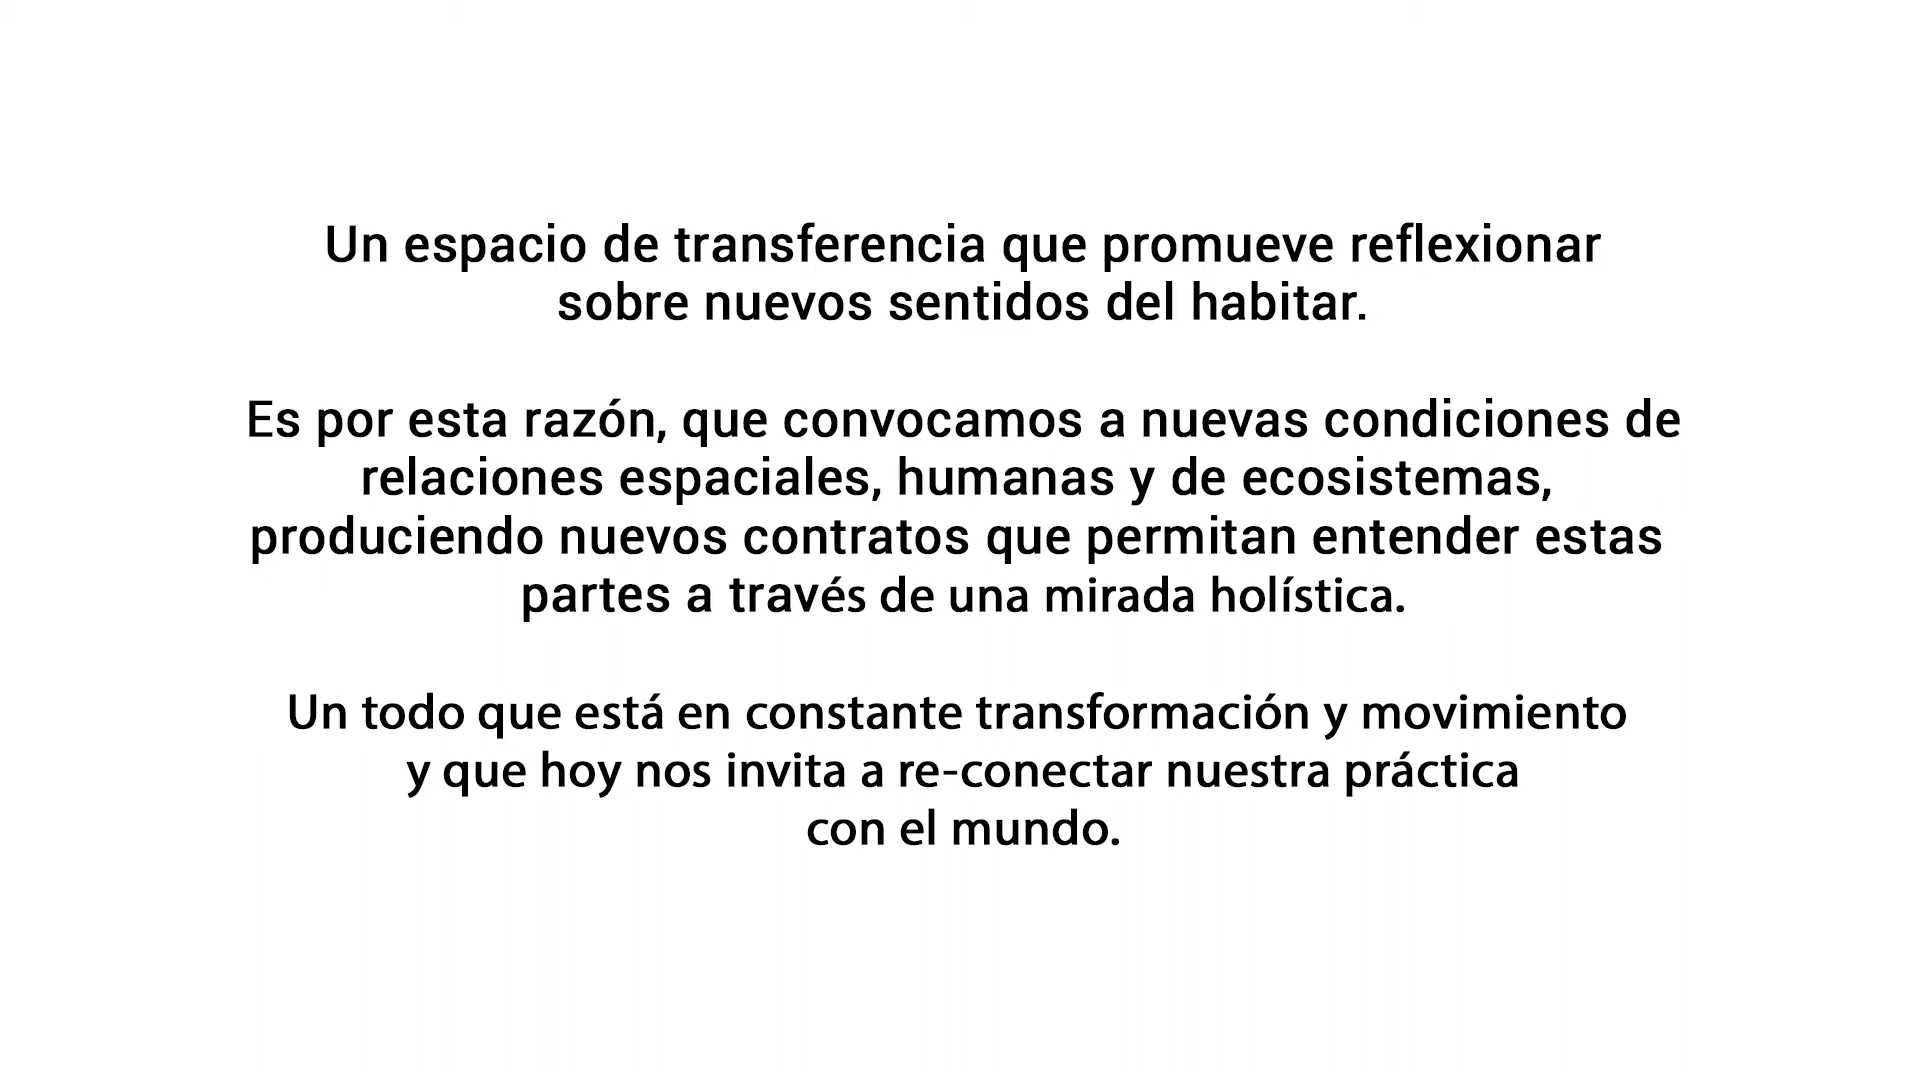 Un espacio de transferencia que promueve reflexionar
sobre nuevos sentidos del habitar.
Es por esta razón, que convocamos a nuevas condiciones de
relaciones espaciales, humanas y de ecosistemas,
produciendo nuevos contratos que permitan entender estas
partes a través de una mirada holística.
Un todo que está en constante transformación y movimiento
y que hoy nos invita a re-conectar nuestra práctica
con el mundo.